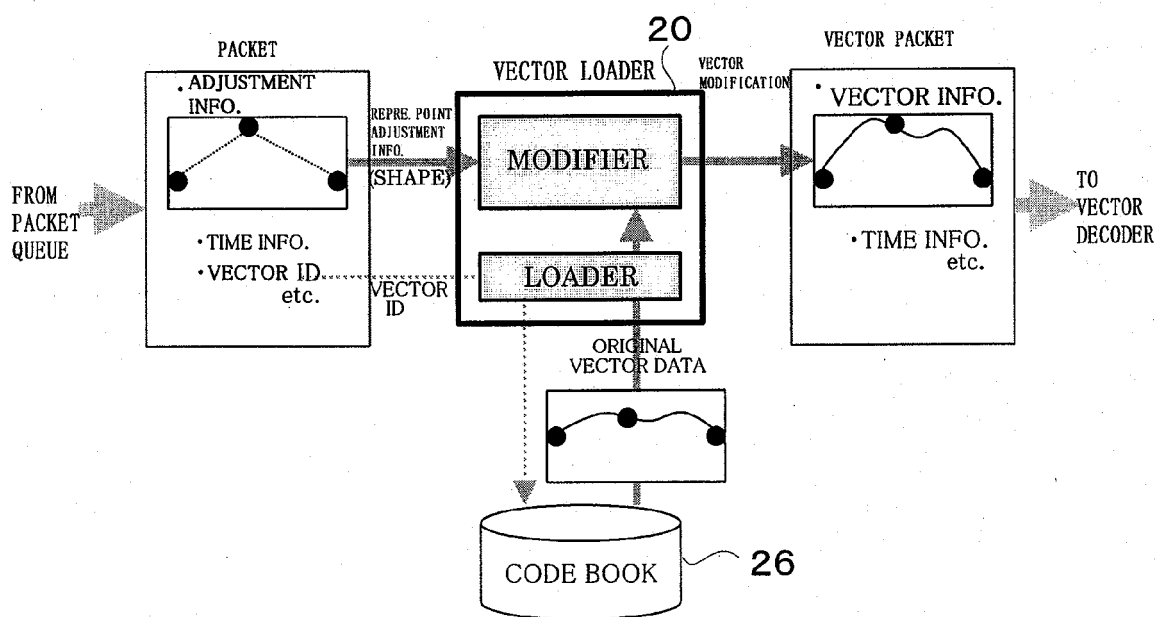 20
PACKET
VECTOR PACKET
VECTOR LOADER
VECTOR
MODIFICATION
・ADJUSTMENT
INFO.
REPRE. POINT
ADJUSTMENT
INFO.
(SHAPE)
MODIFIER
・VECTOR INFO.
FROM
PACKET
QUEUE
TO
VECTOR
DECODER
・TIME INFO.
・VECTOR ID
etc.
VECTOR
ID
LOADER
・TIME INFO.
etc.
ORIGINAL
VECTOR DATA
CODE BOOK
26